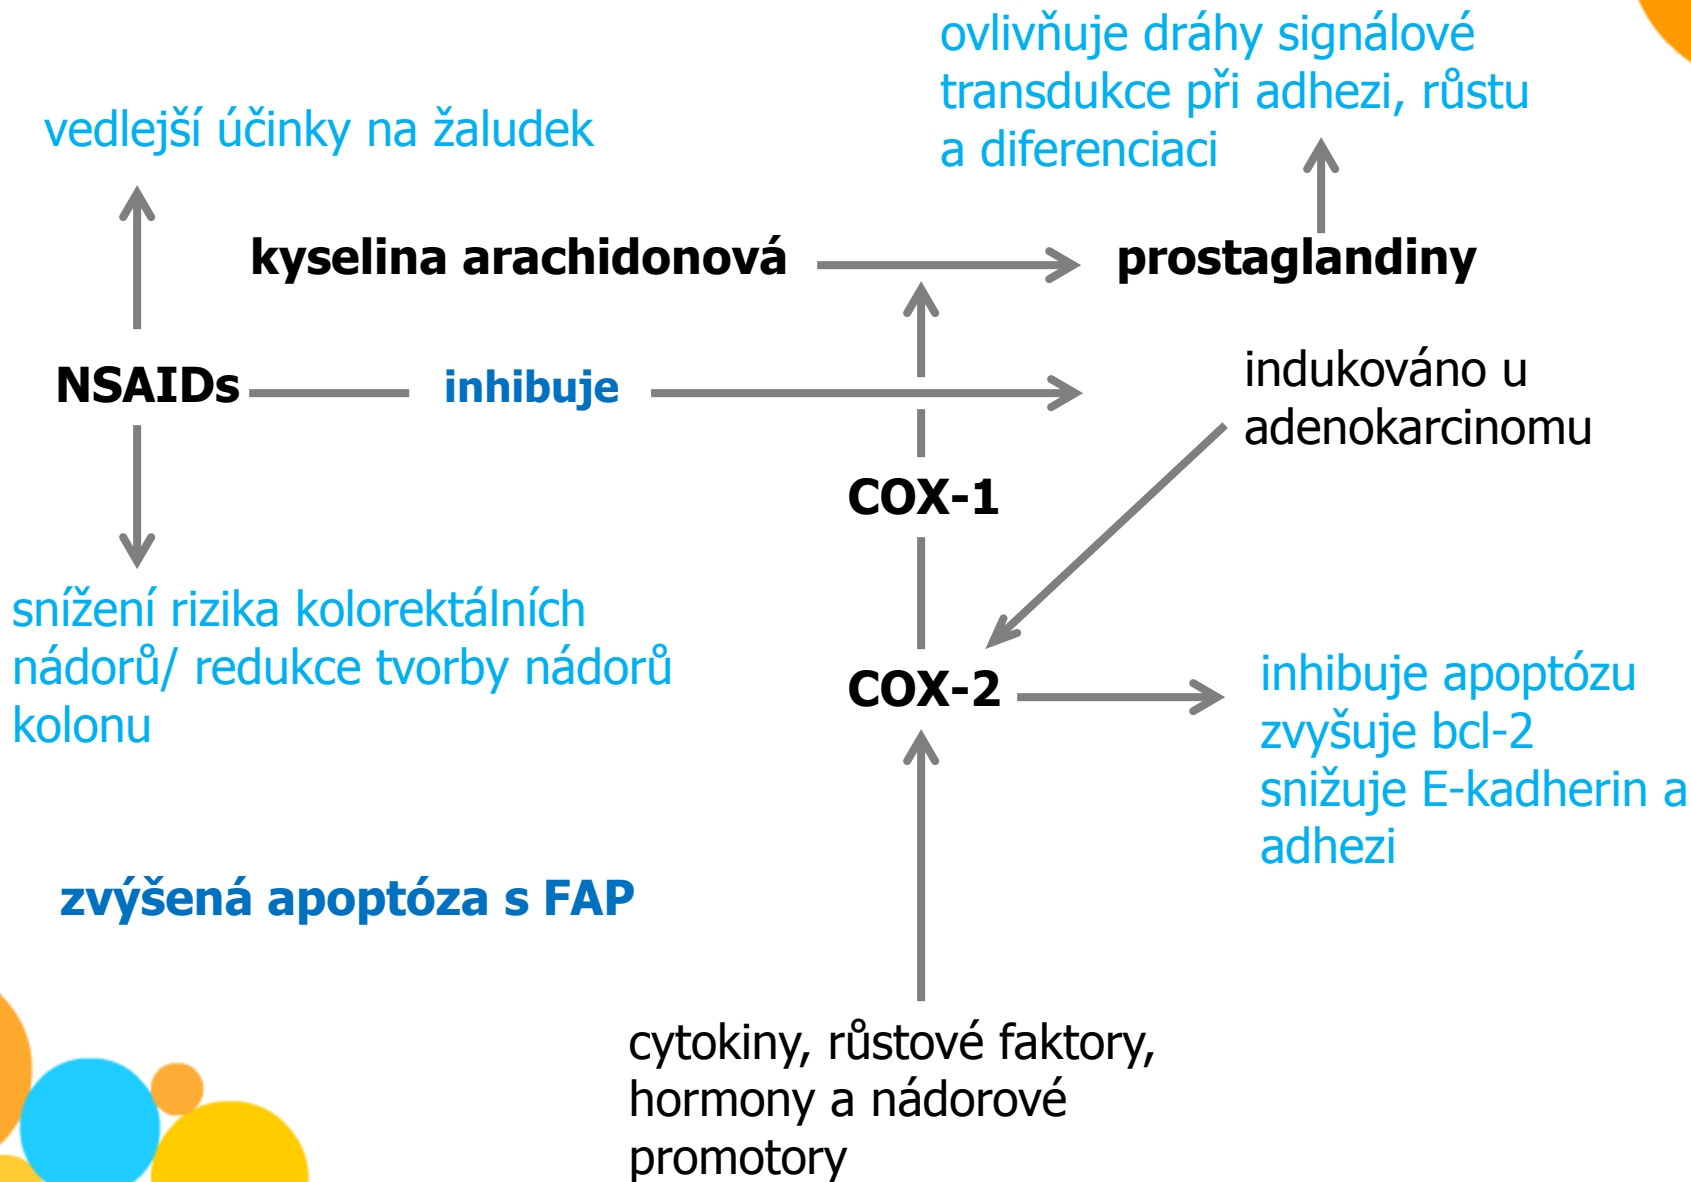 ovlivňuje dráhy signálové
transdukce při adhezi, růstu
a diferenciaci
vedlejší účinky na žaludek
kyselina arachidonová
prostaglandiny
NSAIDs
inhibuje
indukováno u
adenokarcinomu
COX-1
snížení rizika kolorektálních
nádorů/ redukce tvorby nádorů
kolonu
COX-2
inhibuje apoptózu
zvyšuje bcl-2
snižuje E-kadherin a
adhezi
zvýšená apoptóza s FAP
cytokiny, růstové faktory,
hormony a nádorové
promotory